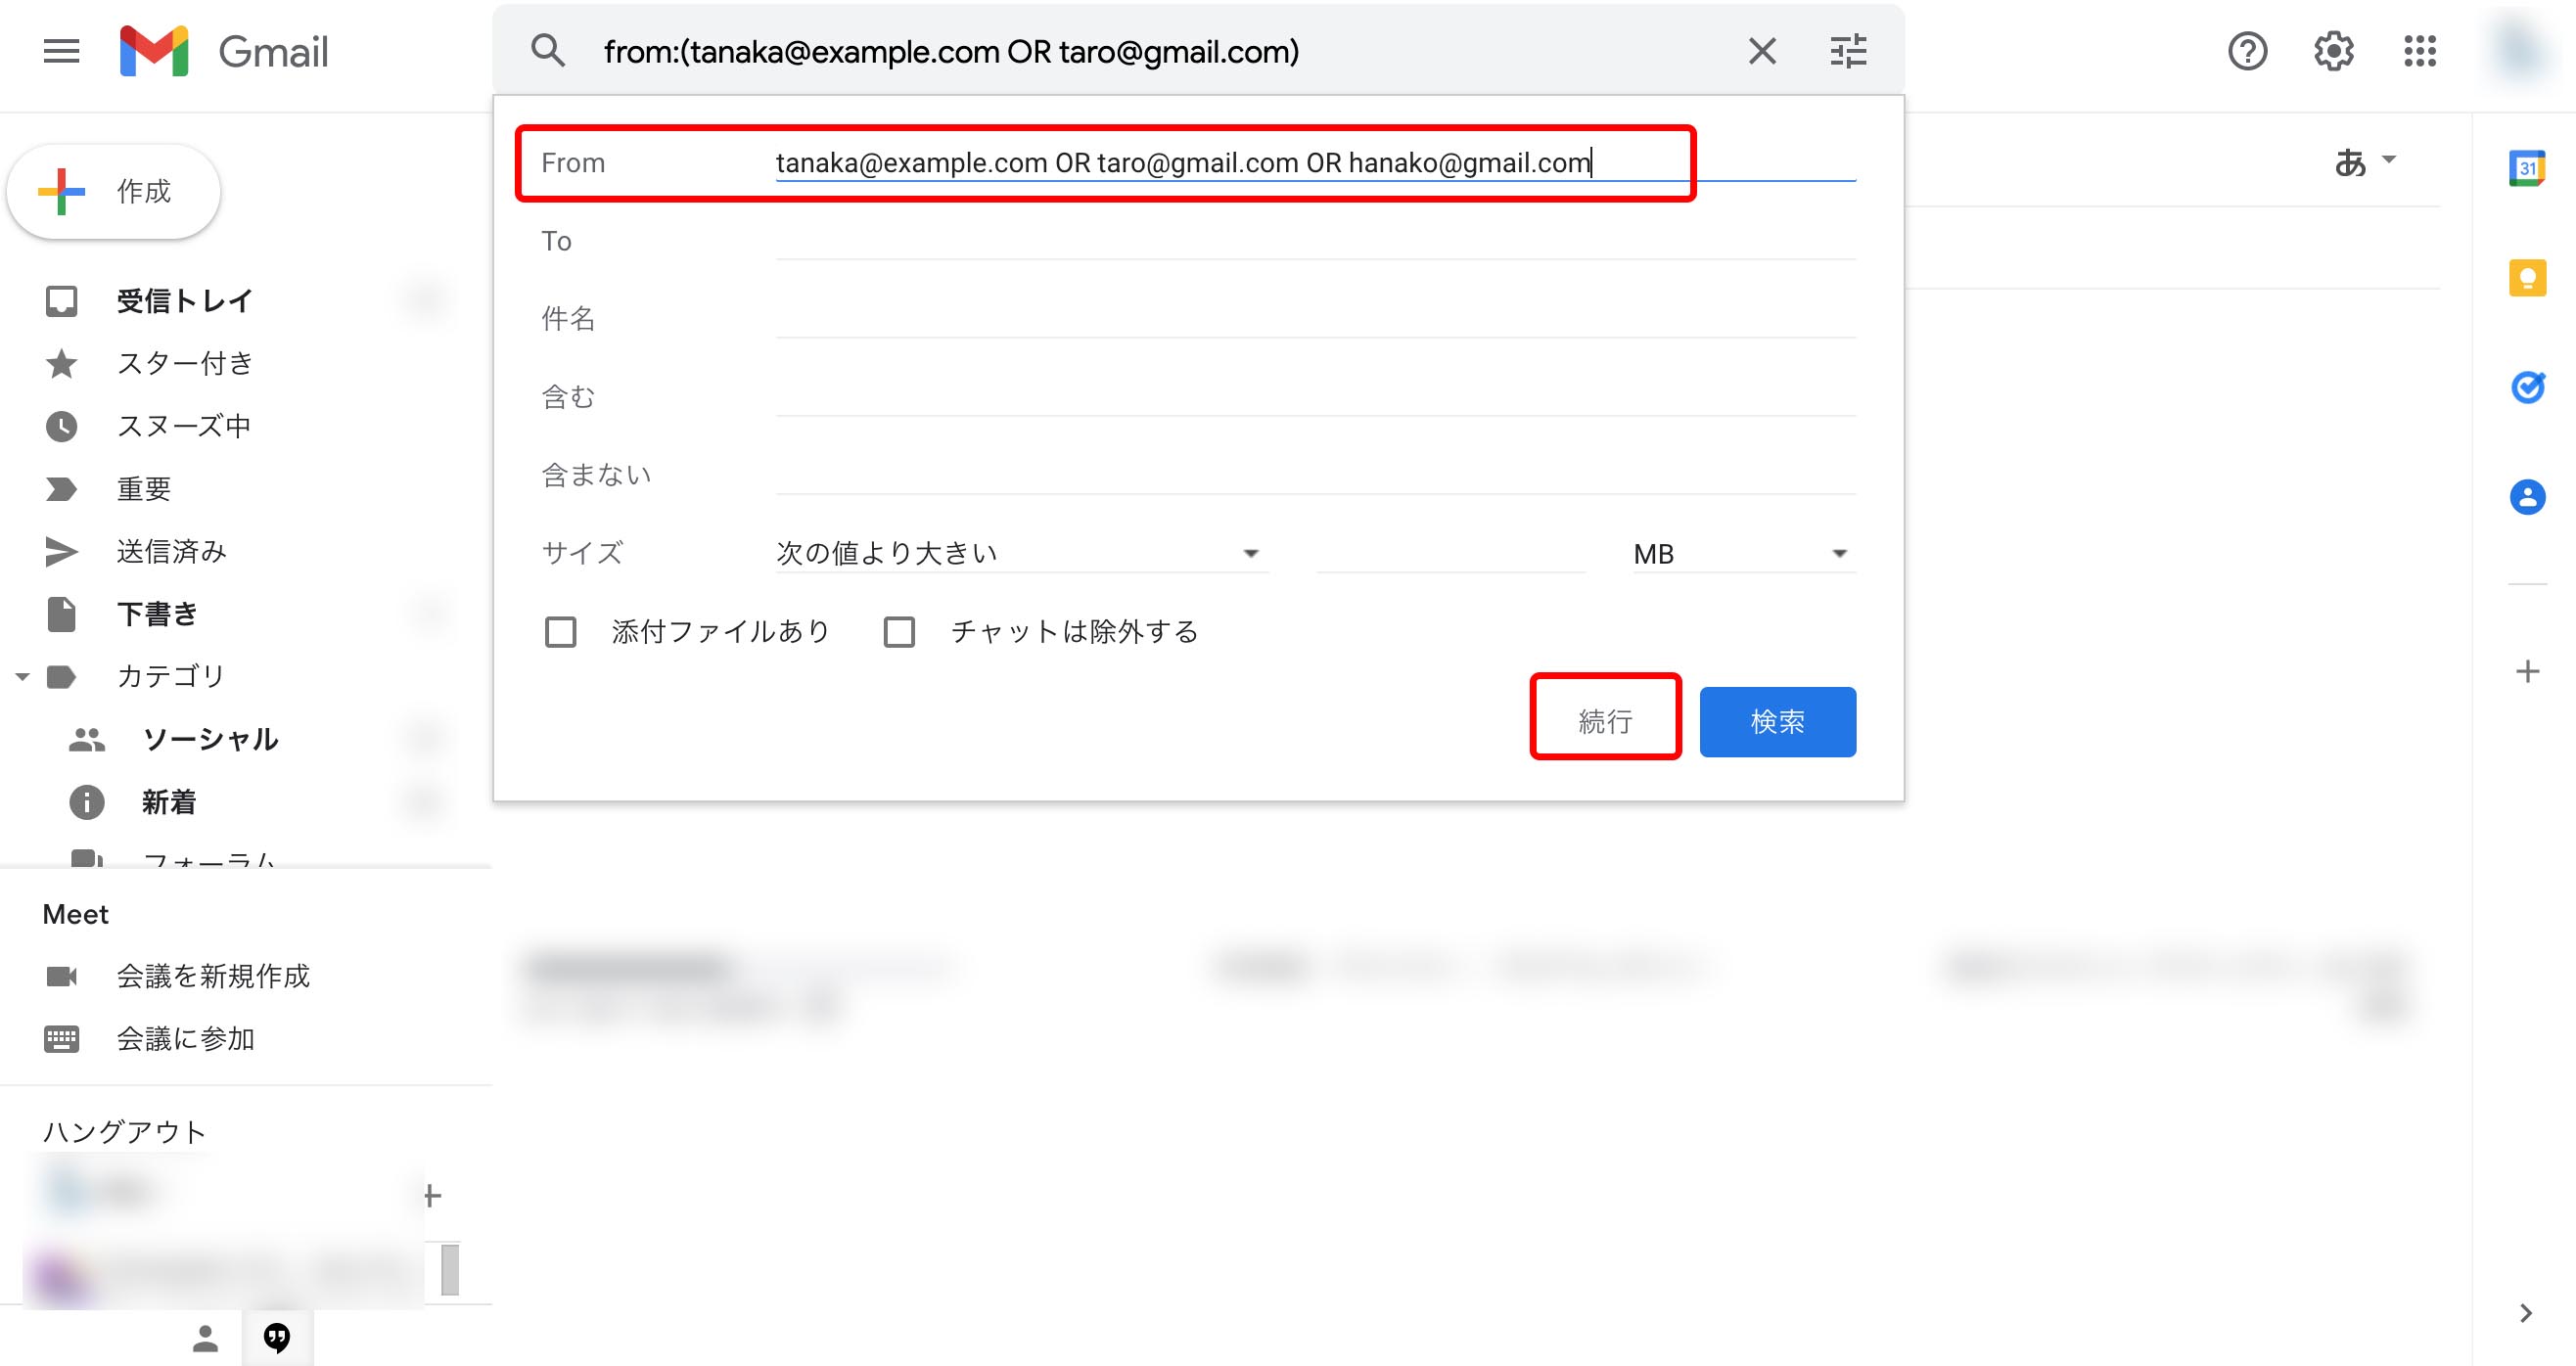 Gmail
from:(tanaka@example.com OR taro@gmail.com)
From tanaka@example.com OR taro@gmail.com OR hanako@gmail.com
To
件名
含む
含まない
サイズ 次の値より大きい MB
添付ファイルあり チャットは除外する
続行 検索
あ
31
作成
受信トレイ
スター付き
スヌーズ中
重要
送信済み
下書き
カテゴリ
ソーシャル
新着
フォーラム
Meet
会議を新規作成
会議に参加
ハングアウト